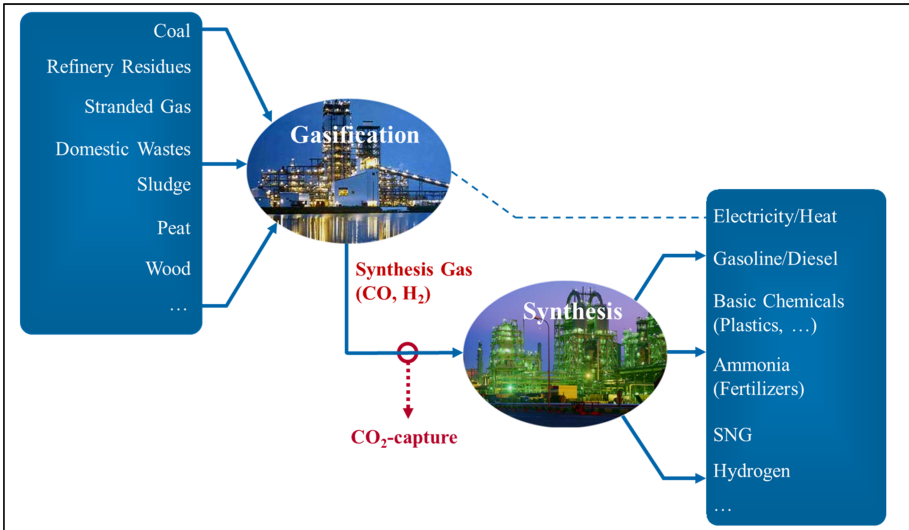 Coal
Refinery Residues
Stranded Gas
Domestic Wastes
Sludge
Peat
Wood
…
Gasification
Synthesis Gas
(CO, H₂)
CO₂-capture
Synthesis
Electricity/Heat
Gasoline/Diesel
Basic Chemicals
(Plastics, …)
Ammonia
(Fertilizers)
SNG
Hydrogen
…